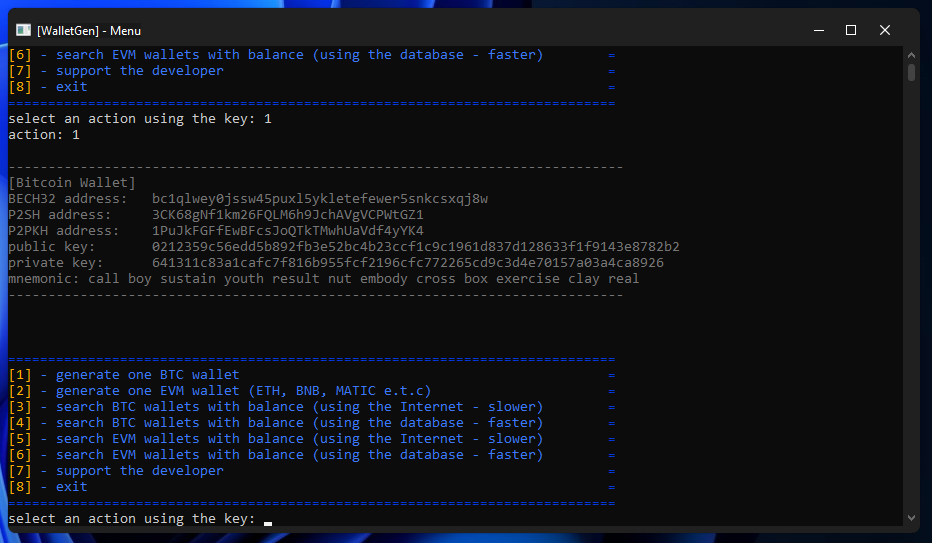 [WalletGen] - Menu
[6] - search EVM wallets with balance (using the database - faster) =
[7] - support the developer =
[8] - exit =
============================================================================
select an action using the key: 1
action: 1
-----------------------------------------------------------------------------
[Bitcoin Wallet]
BECH32 address: bc1qlwey0jssw45puxl5ykletefewer5snkcsxqj8w
P2SH address: 3CK68gNf1km26FQLM6h9JchAVgVCPWtGZ1
P2PKH address: 1PuJkFGFfEwBFcsJoQTkTMwhUaVdf4yYK4
public key: 0212359c56edd5b892fb3e52bc4b23ccf1c9c1961d837d128633f1f9143e8782b2
private key: 641311c83a1cafc7f816b955fcf2196cfc772265cd9c3d4e70157a03a4ca8926
mnemonic: call boy sustain youth result nut embody cross box exercise clay real
-----------------------------------------------------------------------------
============================================================================
[1] - generate one BTC wallet =
[2] - generate one EVM wallet (ETH, BNB, MATIC e.t.c) =
[3] - search BTC wallets with balance (using the Internet - slower) =
[4] - search BTC wallets with balance (using the database - faster) =
[5] - search EVM wallets with balance (using the Internet - slower) =
[6] - search EVM wallets with balance (using the database - faster) =
[7] - support the developer =
[8] - exit =
============================================================================
select an action using the key: